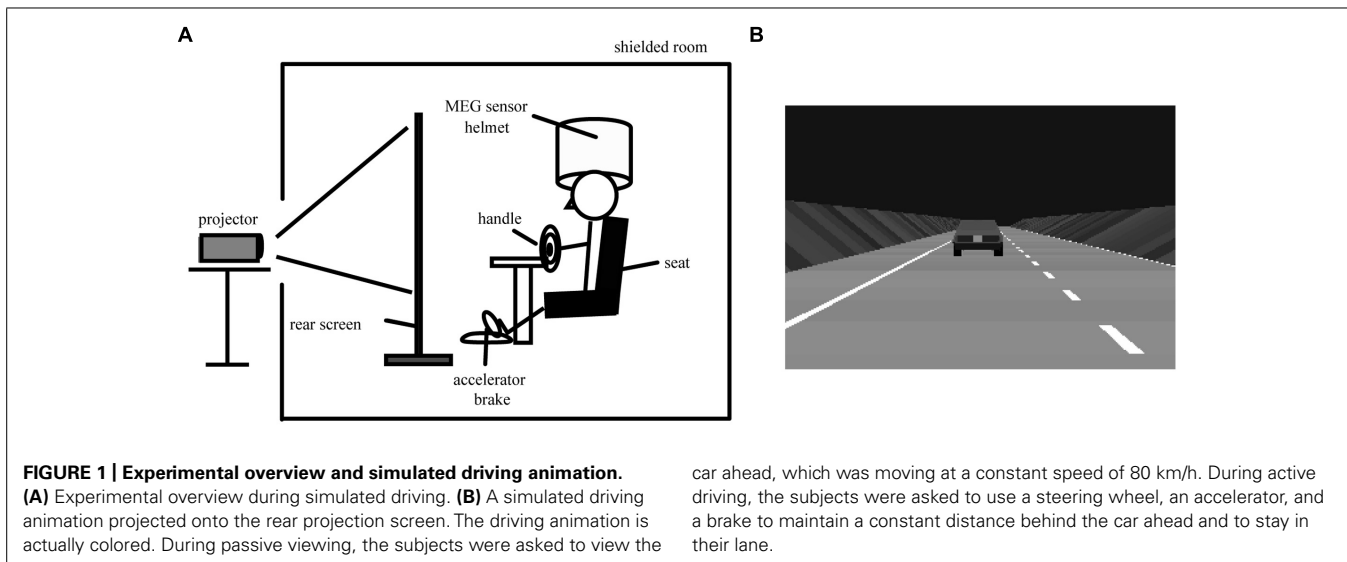 A
B
shielded room
MEG sensor
helmet
projector
handle
seat
rear screen
accelerator
brake
FIGURE 1 | Experimental overview and simulated driving animation.
(A) Experimental overview during simulated driving. (B) A simulated driving
animation projected onto the rear projection screen. The driving animation is
actually colored. During passive viewing, the subjects were asked to view the
car ahead, which was moving at a constant speed of 80 km/h. During active
driving, the subjects were asked to use a steering wheel, an accelerator, and
a brake to maintain a constant distance behind the car ahead and to stay in
their lane.